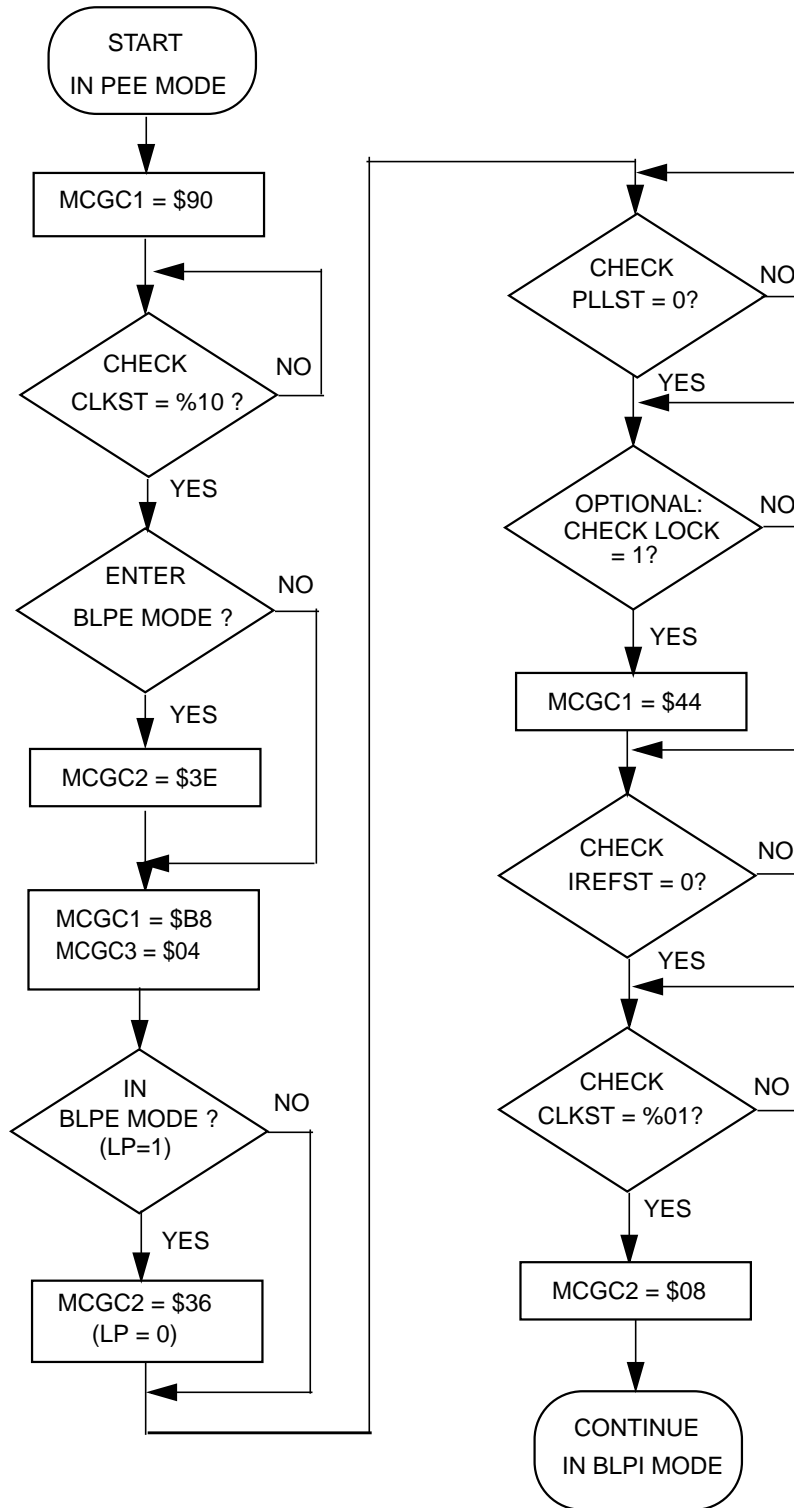 START
IN PEE MODE
MCGC1 = $90
CHECK
CLKST = %10 ?
NO
YES
ENTER
BLPE MODE ?
NO
YES
MCGC2 = $3E
MCGC1 = $B8
MCGC3 = $04
IN
BLPE MODE ?
(LP=1)
NO
YES
MCGC2 = $36
(LP = 0)
CHECK
PLLST = 0?
NO
YES
OPTIONAL:
CHECK LOCK
= 1?
NO
YES
MCGC1 = $44
CHECK
IREFST = 0?
NO
YES
CHECK
CLKST = %01?
NO
YES
MCGC2 = $08
CONTINUE
IN BLPI MODE